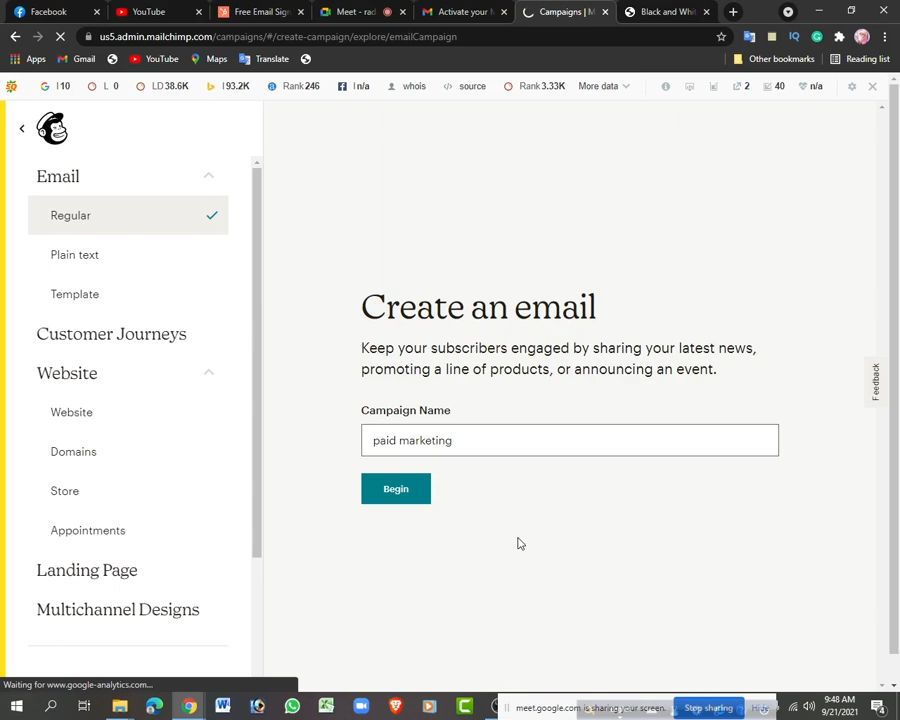 Facebook
YouTube
Free Email Sign
Meet - rad
Activate your M
Campaigns | M
Black and Whit
us5.admin.mailchimp.com/campaigns/#/create-campaign/explore/emailCampaign
Apps
Gmail
YouTube
Maps
Translate
Other bookmarks
Reading list
I 10
L 0
LD 38.6K
I 93.2K
Rank 246
I n/a
whois
source
Rank 3.33K
More data
2
40
n/a
Email
Regular
Plain text
Template
Customer Journeys
Website
Website
Domains
Store
Appointments
Landing Page
Multichannel Designs
Create an email
Keep your subscribers engaged by sharing your latest news,
promoting a line of products, or announcing an event.
Campaign Name
paid marketing
Begin
Feedback
Waiting for www.google-analytics.com...
meet.google.com is sharing your screen.
Stop sharing
Hide
9:48 AM
9/21/2021
4